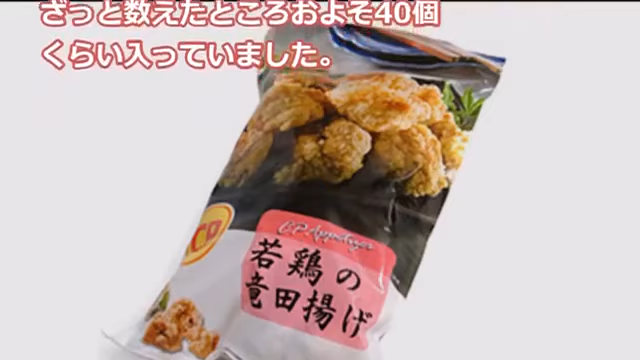 ざっと数えたところおよそ40個
くらい入っていました。
CP
C.P. Appetizer
若鶏の
竜田揚げ